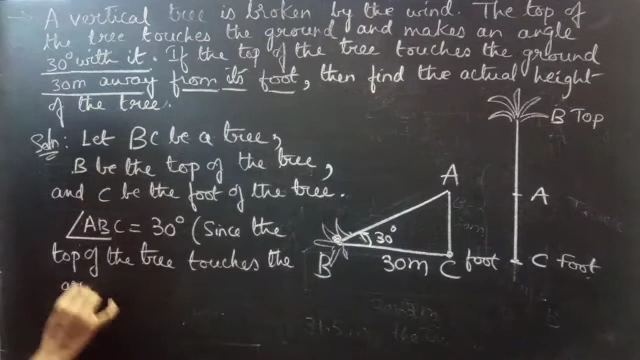 A vertical tree is broken by the wind. The top of
the tree touches the ground and makes an angle
30° with it. If the top of the tree touches the ground
30m away from its foot, then find the actual height
of the tree.
Soln: Let BC be a tree,
B be the top of the tree,
and C be the foot of the tree.
∠ABC = 30° (Since the
top of the tree touches the
A
30°
B
30m
C foot
B Top
A
C Foot